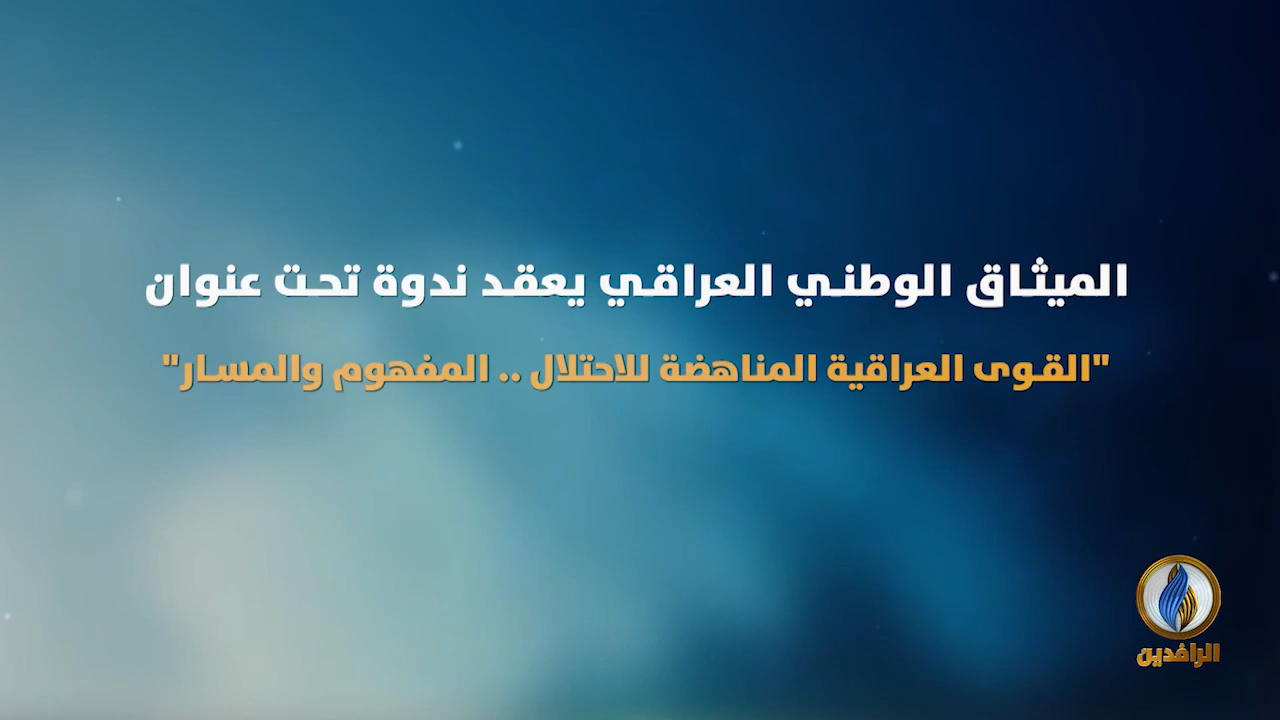 الميثاق الوطني العراقي يعقد ندوة تحت عنوان
"القوى العراقية المناهضة للاحتلال .. المفهوم والمسار"
الرافدين